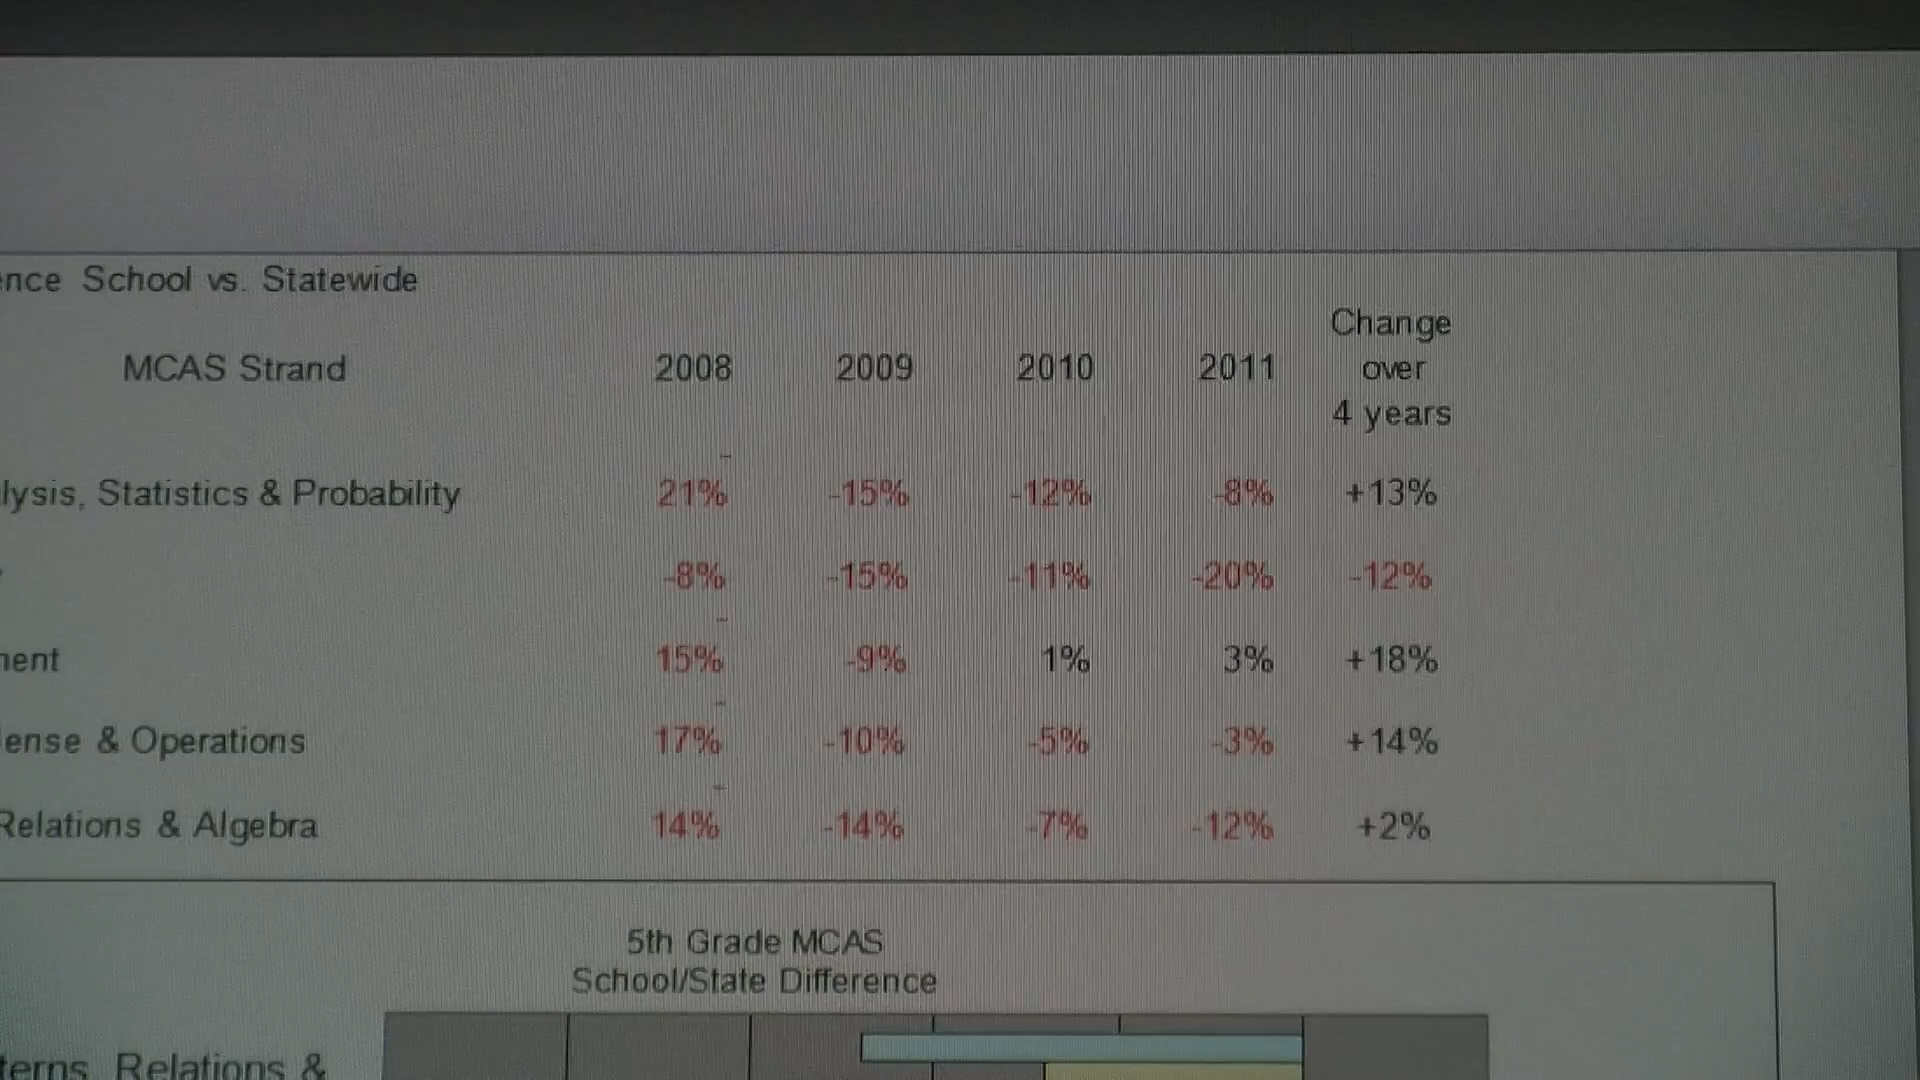 ence School vs. Statewide
MCAS Strand 2008 2009 2010 2011 Change over 4 years
lysis, Statistics & Probability -21% -15% -12% -8% +13%
-8% -15% -11% -20% -12%
ment -15% -9% 1% 3% +18%
ense & Operations -17% -10% -5% -3% +14%
Relations & Algebra -14% -14% -7% -12% +2%
5th Grade MCAS
School/State Difference
terns, Relations &